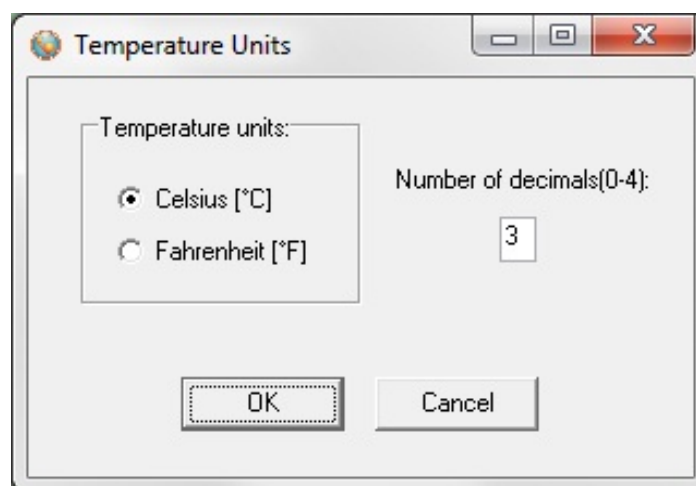 Temperature Units
Temperature units:
Celsius [°C]
Fahrenheit [°F]
Number of decimals(0-4):
3
OK
Cancel